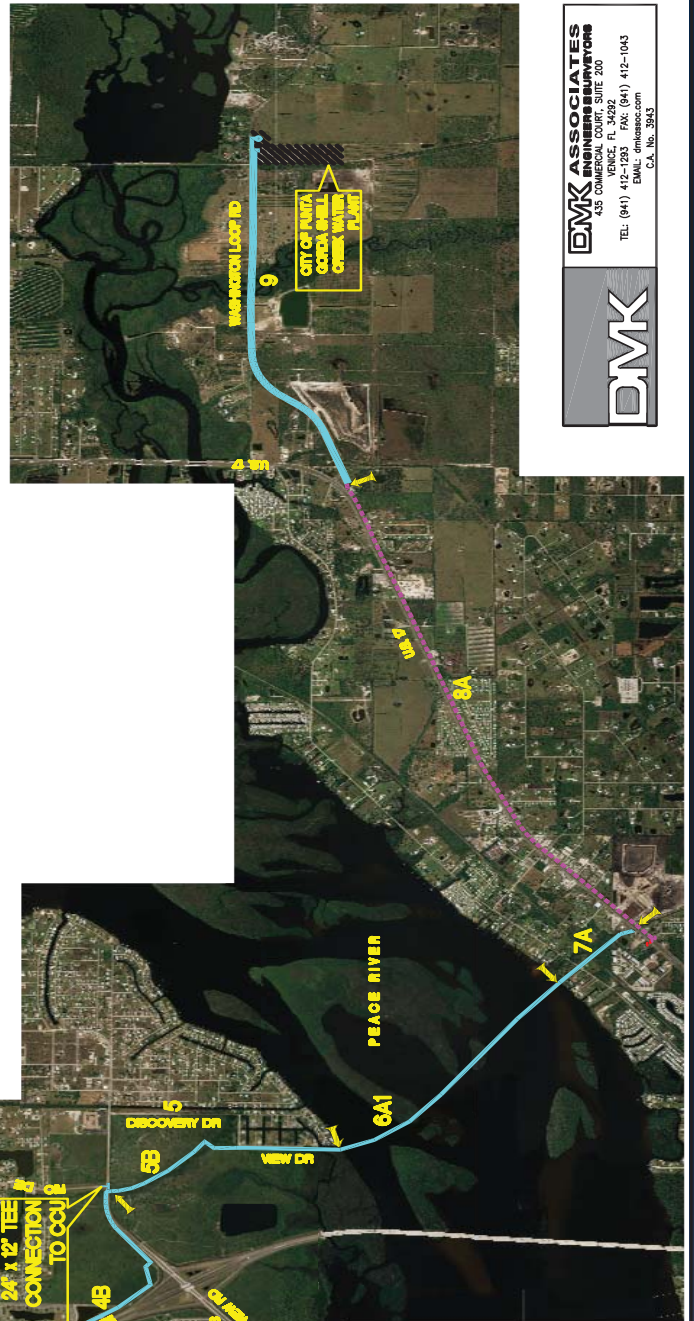 DMK ASSOCIATES
ENGINEERS SURVEYORS
435 COMMERCIAL COURT, SUITE 200
VENICE, FL 34292
TEL: (941) 412-1293 FAX: (941) 412-1043
EMAIL: dmkassoc.com
C.A. No. 3943
DMK
WASHINGTON LOOP RD
9
CITY OF PUNTA
GORDA SHELL
CREEK WATER
PLANT
8A
7A
PEACE RIVER
6A1
5
DISCOVERY DR
VIEW DR
5B
24" x 12" TEE
CONNECTION
TO CCU
4B
VIEW RD